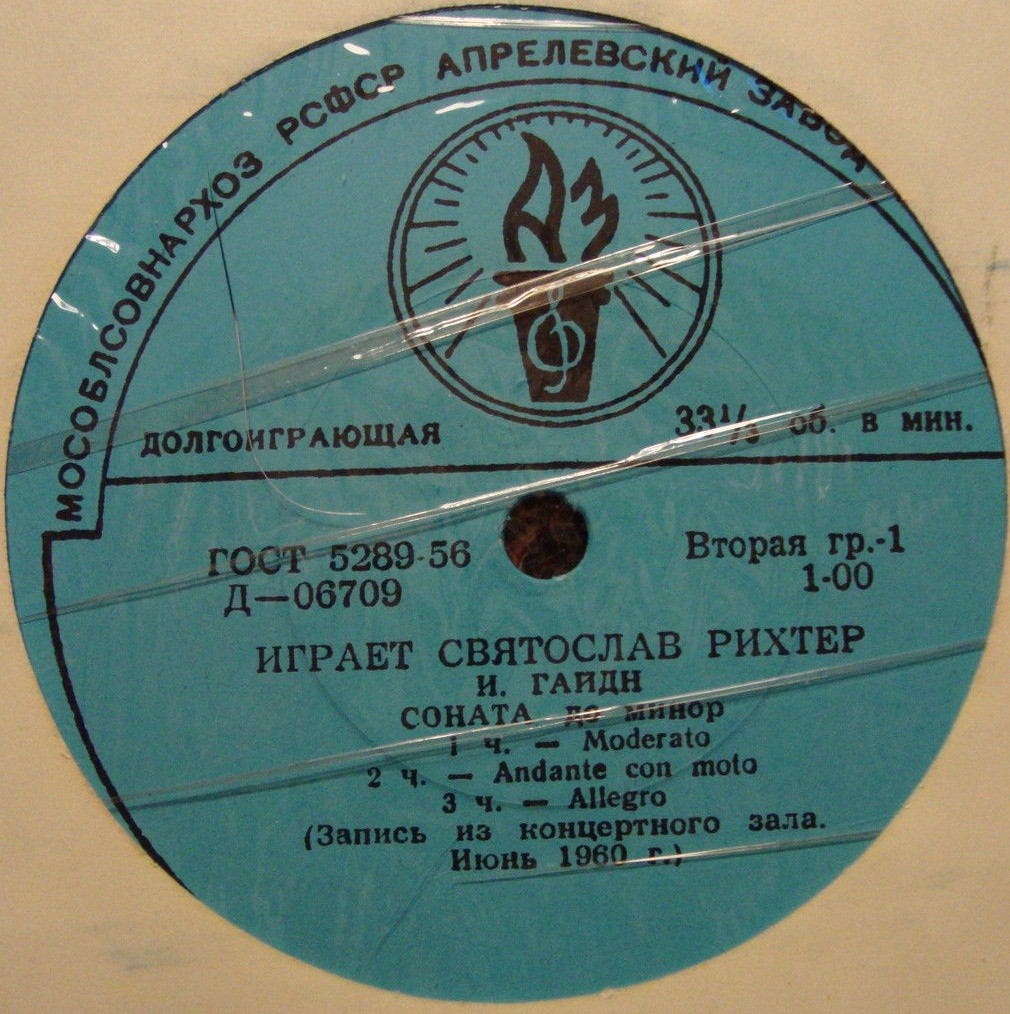 МОСОБЛСОВНАРХОЗ РСФСР АПРЕЛЕВСКИЙ ЗАВОД
АЗ
ДОЛГОИГРАЮЩАЯ 33⅓ об. в мин.
ГОСТ 5289-56 Вторая гр.-1
Д—06709 1-00
ИГРАЕТ СВЯТОСЛАВ РИХТЕР
И. ГАЙДН
СОНАТА до минор
1 ч. — Moderato
2 ч. — Andante con moto
3 ч. — Allegro
(Запись из концертного зала.
Июнь 1960 г.)